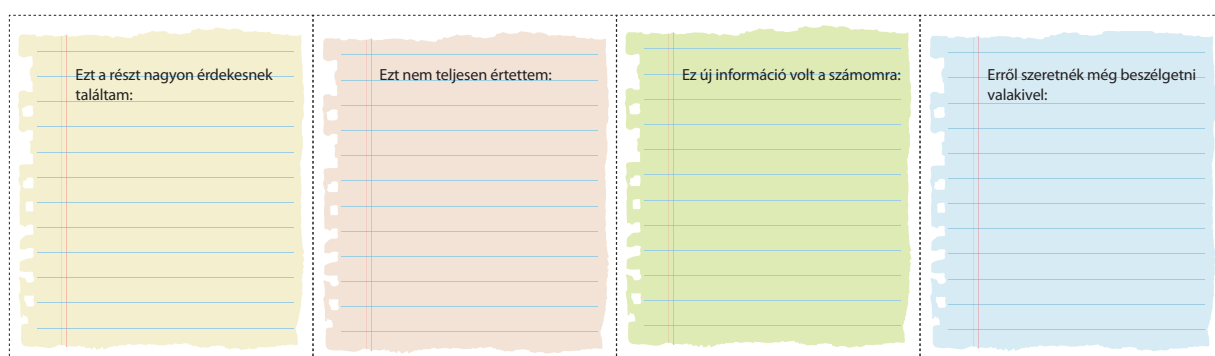 Ezt a részt nagyon érdekesnek
találtam:
Ezt nem teljesen értettem:
Ez új információ volt a számomra:
Erről szeretnék még beszélgetni
valakivel: